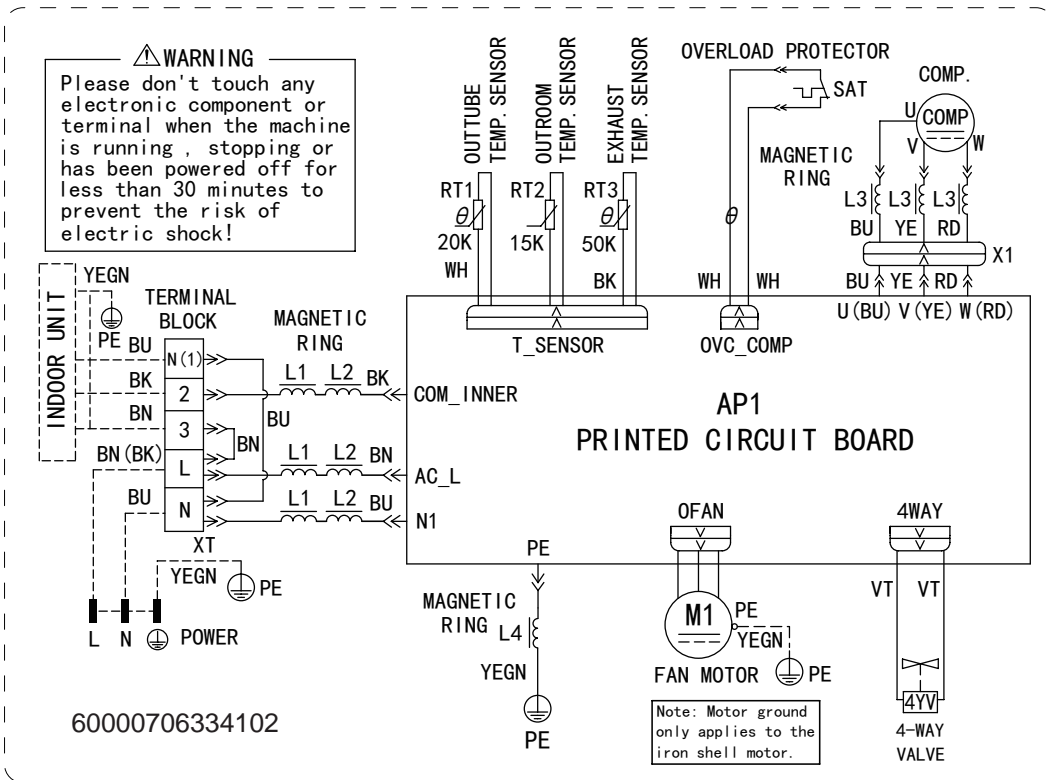 WARNING
Please don't touch any
electronic component or
terminal when the machine
is running , stopping or
has been powered off for
less than 30 minutes to
prevent the risk of
electric shock!
OUTTUBE
TEMP. SENSOR
OUTROOM
TEMP. SENSOR
EXHAUST
TEMP. SENSOR
RT1
θ
20K
WH
RT2
15K
RT3
θ
50K
BK
OVERLOAD PROTECTOR
SAT
θ
WH WH
COMP.
COMP
U
V
W
MAGNETIC
RING
L3 L3 L3
BU YE RD
X1
BU YE RD
U(BU) V(YE) W(RD)
T_SENSOR
OVC_COMP
INDOOR UNIT
YEGN
PE
TERMINAL
BLOCK
MAGNETIC
RING
BU
N(1)
BK
2
L1 L2 BK
COM_INNER
BN
3
BU
BN
BN(BK)
L
L1 L2 BN
AC_L
BU
N
L1 L2 BU
N1
XT
YEGN
PE
L N POWER
AP1
PRINTED CIRCUIT BOARD
PE
MAGNETIC
RING
L4
YEGN
PE
OFAN
M1
PE
YEGN
FAN MOTOR
PE
Note: Motor ground
only applies to the
iron shell motor.
4WAY
VT VT
4YV
4-WAY
VALVE
60000706334102